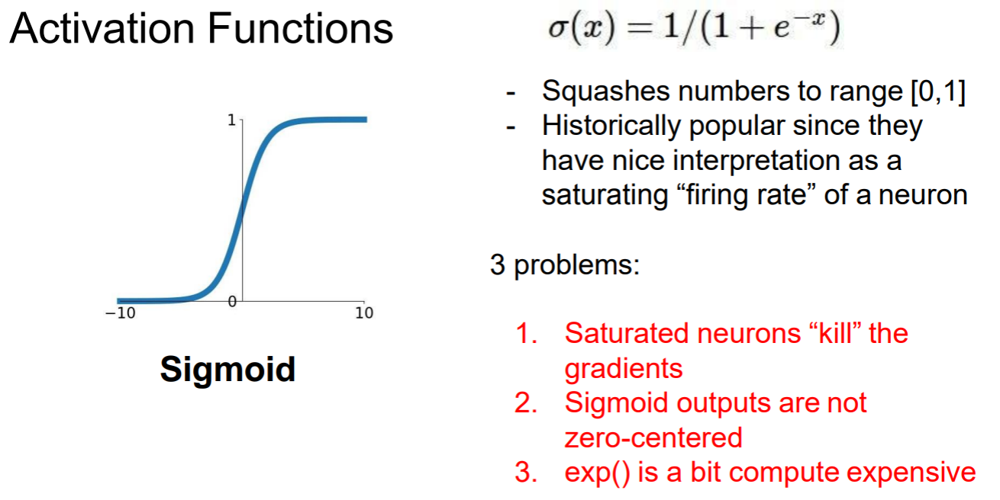 Activation Functions
σ(x) = 1/(1 + e⁻ˣ)
- Squashes numbers to range [0,1]
- Historically popular since they
have nice interpretation as a
saturating “firing rate” of a neuron
1
0
−10
10
Sigmoid
3 problems:
1. Saturated neurons “kill” the
gradients
2. Sigmoid outputs are not
zero-centered
3. exp() is a bit compute expensive